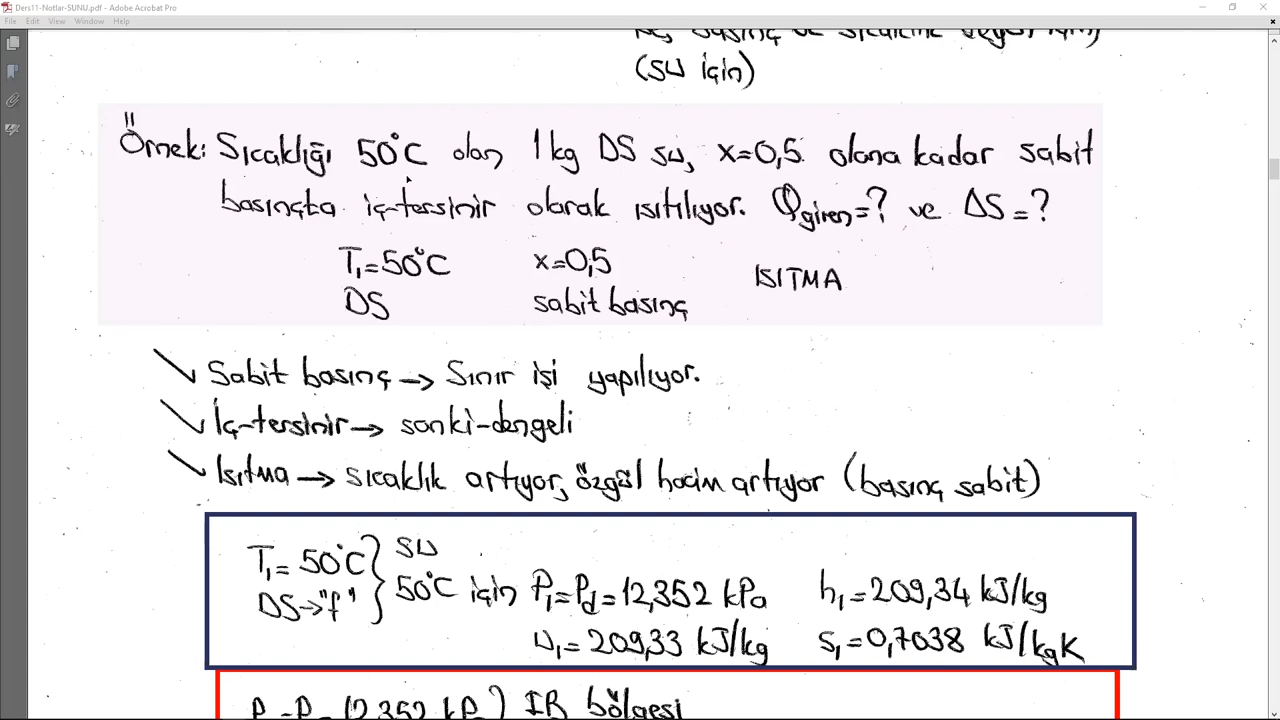 Ders11-Notlar-SUNU.pdf - Adobe Acrobat Pro
File Edit View Window Help
(su için)
Örnek: Sıcaklığı 50°C olan 1kg DS su, x=0,5 olana kadar sabit
basınçta iç-tersinir olarak ısıtılıyor. Qgiren=? ve ΔS=?
T₁=50°C x=0,5 ISITMA
DS sabit basınç
Sabit basınç → Sınır işi yapılıyor.
İç-tersinir → sanki-dengeli
Isıtma → sıcaklık artıyor, özgül hacim artıyor (basınç sabit)
T₁= 50°C } su
DS→"f" 50°C için P₁=Pd=12,352 kPa h₁=209,34 kJ/kg
u₁=209,33 kJ/kg s₁=0,7038 kJ/kgK
bölgesi